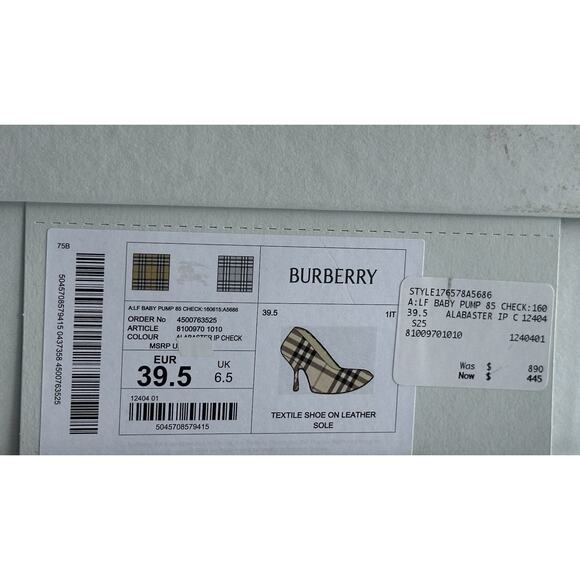 75B
5045708579415 0437358 4500763525
BURBERRY
A:LF BABY PUMP 85 CHECK:160615:A5686
ORDER No 4500763525
ARTICLE 8100970 1010
COLOUR ALABASTER IP CHECK
MSRP U
EUR
39.5
UK
6.5
12404 01
5045708579415
39.5 1IT
TEXTILE SHOE ON LEATHER
SOLE
STYLE176578A5686
A:LF BABY PUMP 85 CHECK:160
39.5 ALABASTER IP C 12404
S25
81009701010 1240401
Was $ 890
Now $ 445